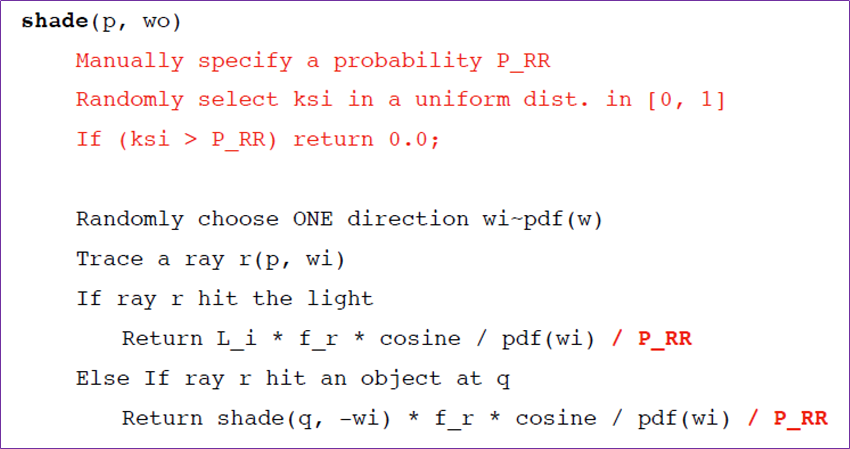 shade(p, wo)
Manually specify a probability P_RR
Randomly select ksi in a uniform dist. in [0, 1]
If (ksi > P_RR) return 0.0;
Randomly choose ONE direction wi~pdf(w)
Trace a ray r(p, wi)
If ray r hit the light
Return L_i * f_r * cosine / pdf(wi) / P_RR
Else If ray r hit an object at q
Return shade(q, -wi) * f_r * cosine / pdf(wi) / P_RR